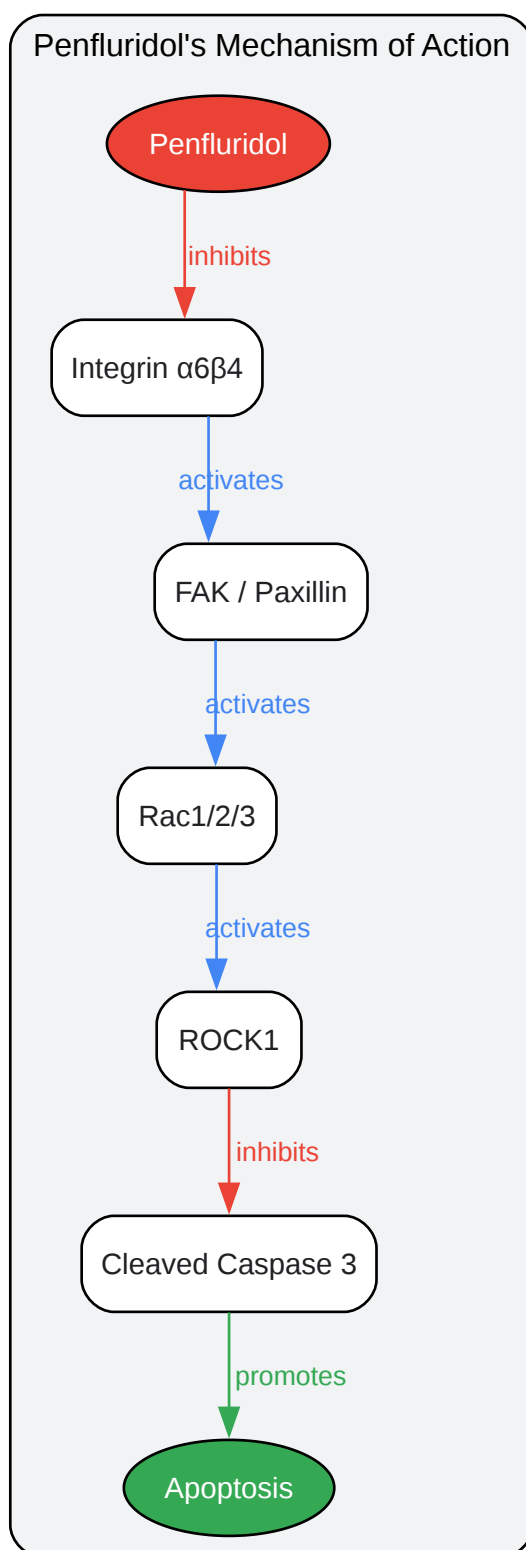 Penfluridol's Mechanism of Action
Penfluridol
inhibits
Integrin α6β4
activates
FAK / Paxillin
activates
Rac1/2/3
activates
ROCK1
inhibits
Cleaved Caspase 3
promotes
Apoptosis